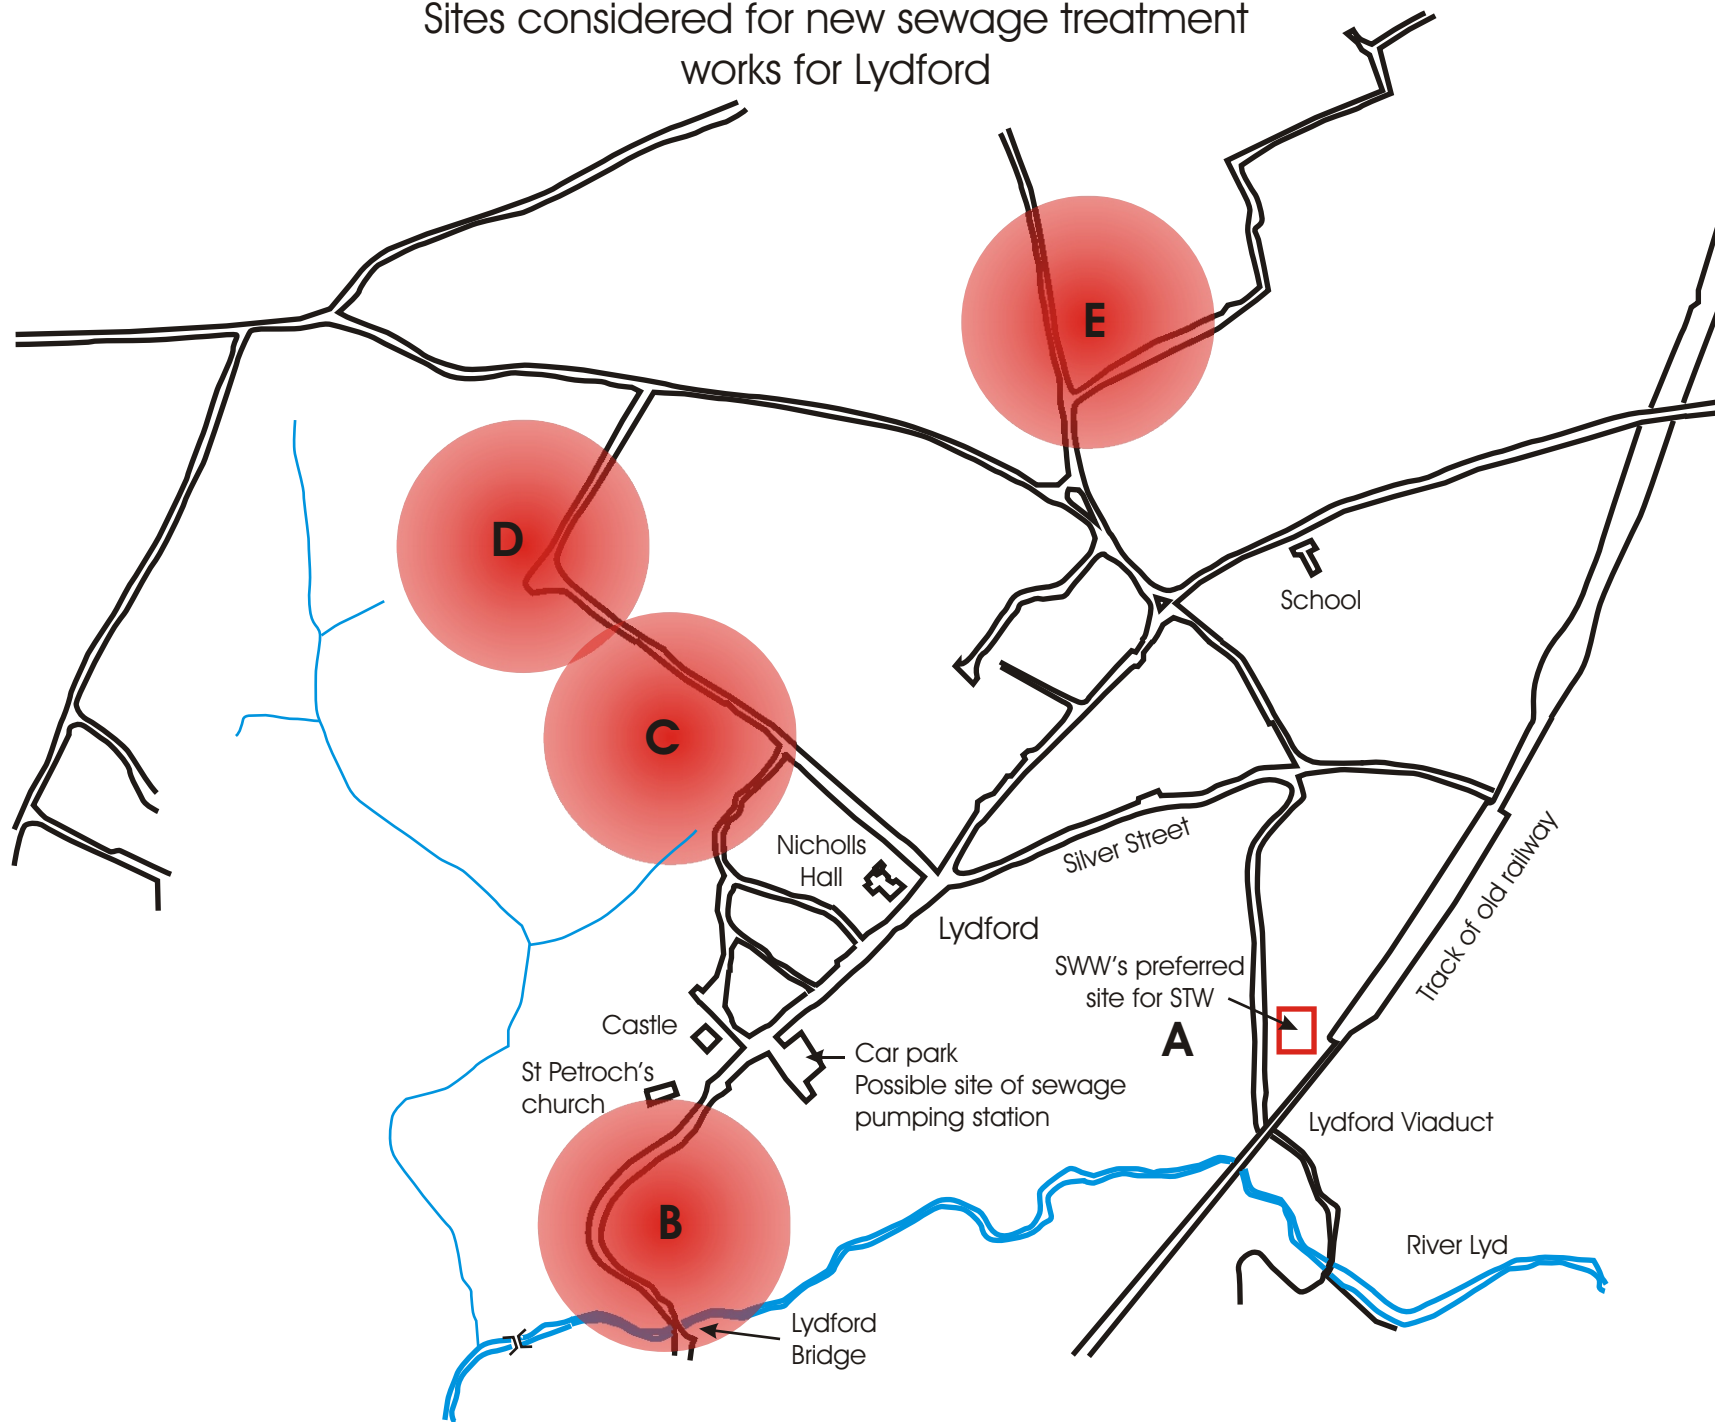 Sites considered for new sewage treatment
works for Lydford
E
D
School
C
Nicholls
Hall
Silver Street
Track of old railway
Lydford
SWW's preferred
site for STW
A
Castle
Car park
Possible site of sewage
pumping station
St Petroch's
church
Lydford Viaduct
B
River Lyd
Lydford
Bridge